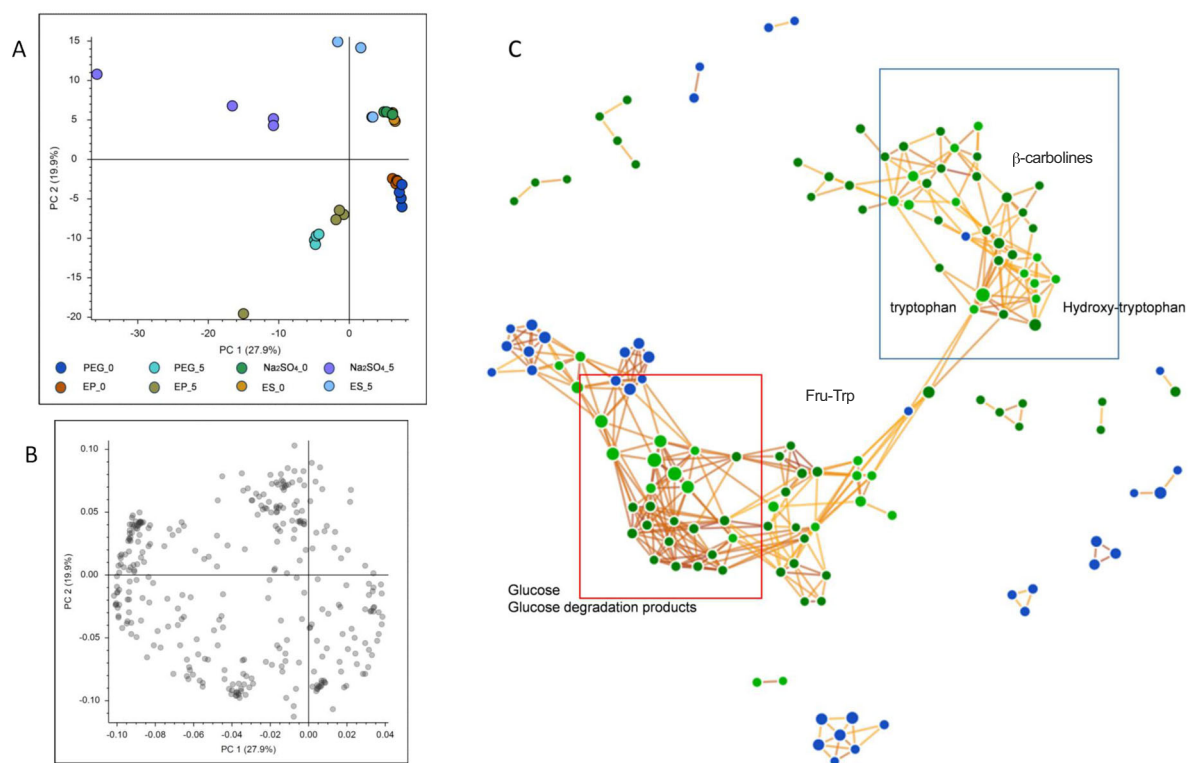 A
15
10
5
0
-5
-10
-15
-20
PC 2 (19.9%)
-30
-20
-10
0
PC 1 (27.9%)
PEG_0
PEG_5
Na₂SO₄_0
Na₂SO₄_5
EP_0
EP_5
ES_0
ES_5
B
0.10
0.05
0.00
-0.05
-0.10
PC 2 (19.9%)
-0.10
-0.08
-0.06
-0.04
-0.02
0.00
0.02
0.04
PC 1 (27.9%)
C
β-carbolines
tryptophan
Hydroxy-tryptophan
Fru-Trp
Glucose
Glucose degradation products